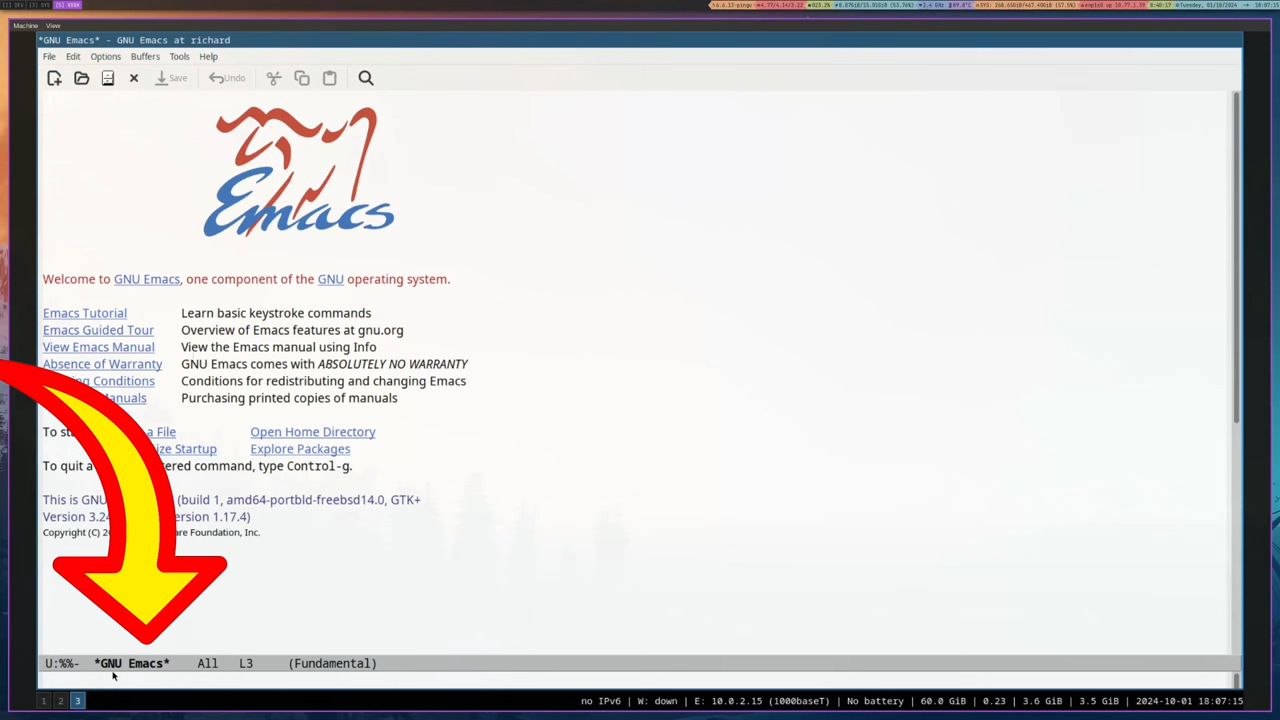 Machine View
*GNU Emacs* - GNU Emacs at richard
File Edit Options Buffers Tools Help
Save Undo
Emacs
Welcome to GNU Emacs, one component of the GNU operating system.
Emacs Tutorial Learn basic keystroke commands
Emacs Guided Tour Overview of Emacs features at gnu.org
View Emacs Manual View the Emacs manual using Info
Absence of Warranty GNU Emacs comes with ABSOLUTELY NO WARRANTY
Conditions Conditions for redistributing and changing Emacs
Purchasing printed copies of manuals
a File Open Home Directory
Startup Explore Packages
To quit a command, type Control-g.
This is (build 1, amd64-portbld-freebsd14.0, GTK+
Version 1.17.4)
Copyright (C) Foundation, Inc.
U:%%- *GNU Emacs* All L3 (Fundamental)
1 2 3 no IPv6 | W: down | E: 10.0.2.15 (1000baseT) | No battery | 60.0 GiB | 0.23 | 3.6 GiB | 3.5 GiB | 2024-10-01 18:07:15